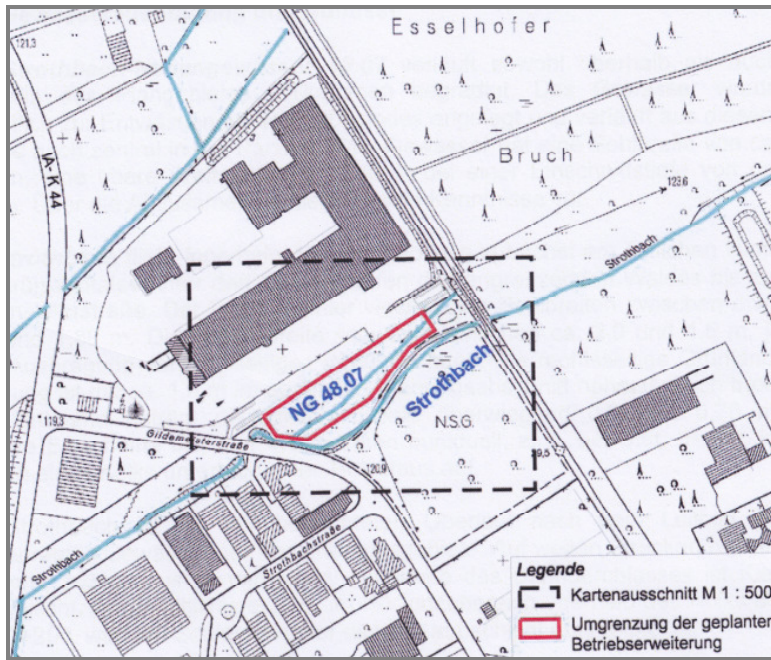 Esselhofer
121,3
Bruch
123,6
IA-K 44
Strothbach
NG 48.07
Strothbach
N.S.G.
119,3
Gildemeisterstraße
120,9
Strothbach
Strothbachstraße
Legende
Kartenausschnitt M 1 : 500
Umgrenzung der geplanten
Betriebserweiterung